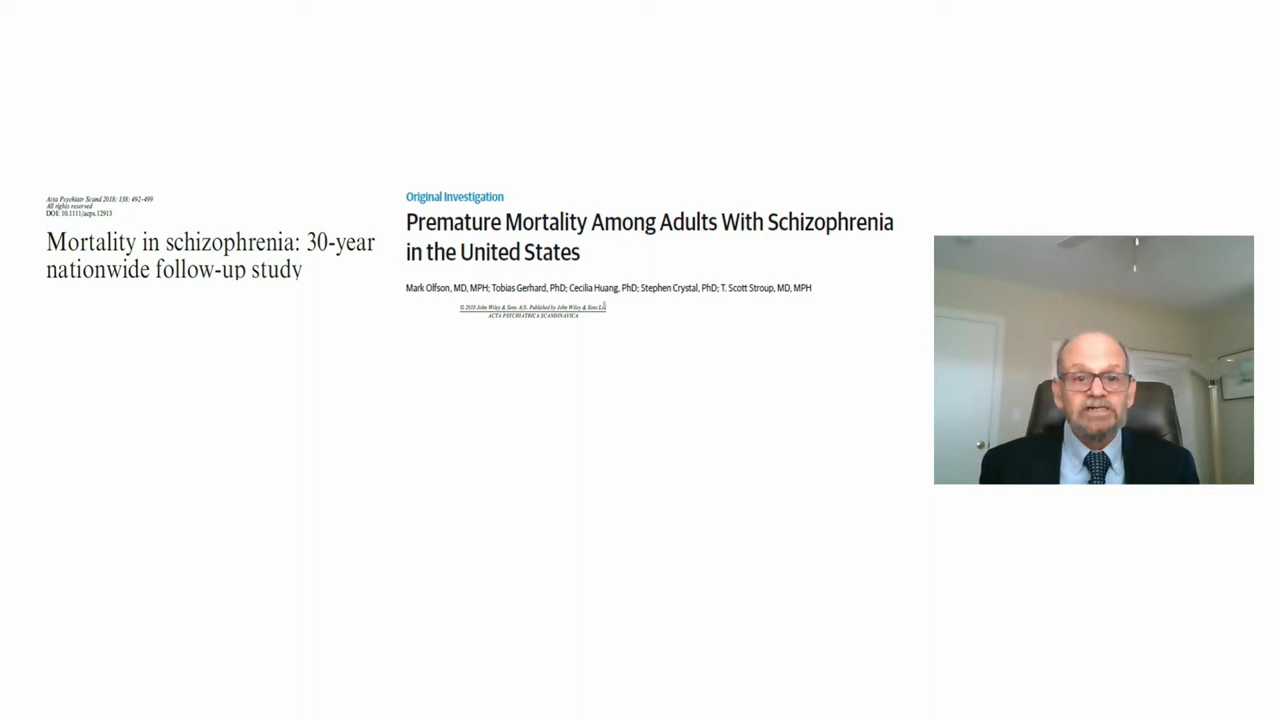 Acta Psychiatr Scand 2018: 138: 492–499
All rights reserved
DOI: 10.1111/acps.12913
Mortality in schizophrenia: 30-year
nationwide follow-up study
Original Investigation
Premature Mortality Among Adults With Schizophrenia
in the United States
Mark Olfson, MD, MPH; Tobias Gerhard, PhD; Cecilia Huang, PhD; Stephen Crystal, PhD; T. Scott Stroup, MD, MPH
© 2018 John Wiley & Sons A/S. Published by John Wiley & Sons Ltd
ACTA PSYCHIATRICA SCANDINAVICA